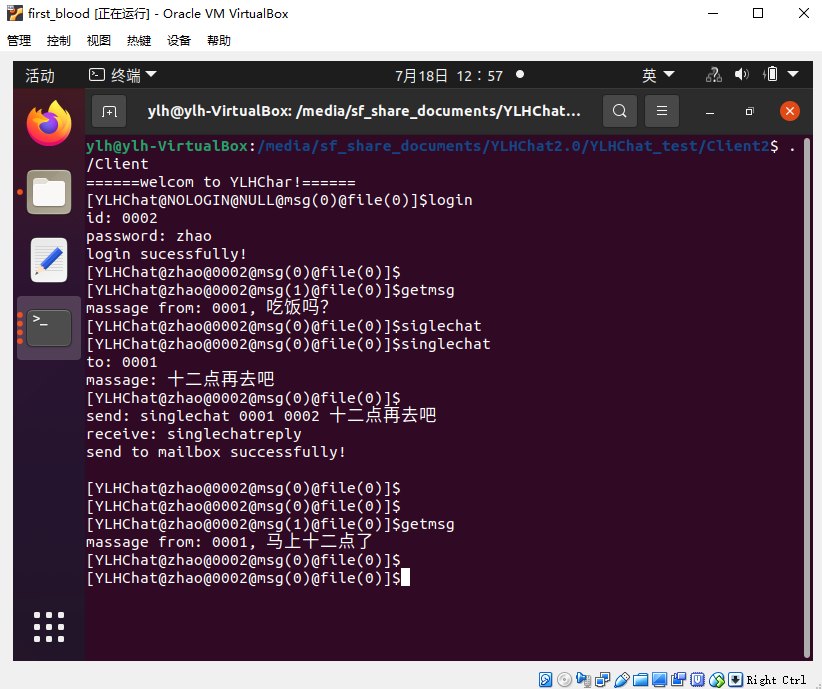 first_blood [正在运行] - Oracle VM VirtualBox
管理 控制 视图 热键 设备 帮助
活动 终端 7月18日 12：57 英
ylh@ylh-VirtualBox: /media/sf_share_documents/YLHChat...
ylh@ylh-VirtualBox:/media/sf_share_documents/YLHChat2.0/YLHChat_test/Client2$ .
/Client
======welcom to YLHChar!======
[YLHChat@NOLOGIN@NULL@msg(0)@file(0)]$login
id: 0002
password: zhao
login sucessfully!
[YLHChat@zhao@0002@msg(0)@file(0)]$
[YLHChat@zhao@0002@msg(1)@file(0)]$getmsg
massage from: 0001, 吃饭吗？
[YLHChat@zhao@0002@msg(0)@file(0)]$siglechat
[YLHChat@zhao@0002@msg(0)@file(0)]$singlechat
to: 0001
massage: 十二点再去吧
[YLHChat@zhao@0002@msg(0)@file(0)]$
send: singlechat 0001 0002 十二点再去吧
receive: singlechatreply
send to mailbox successfully!
[YLHChat@zhao@0002@msg(0)@file(0)]$
[YLHChat@zhao@0002@msg(0)@file(0)]$
[YLHChat@zhao@0002@msg(1)@file(0)]$getmsg
massage from: 0001, 马上十二点了
[YLHChat@zhao@0002@msg(0)@file(0)]$
[YLHChat@zhao@0002@msg(0)@file(0)]$
Right Ctrl